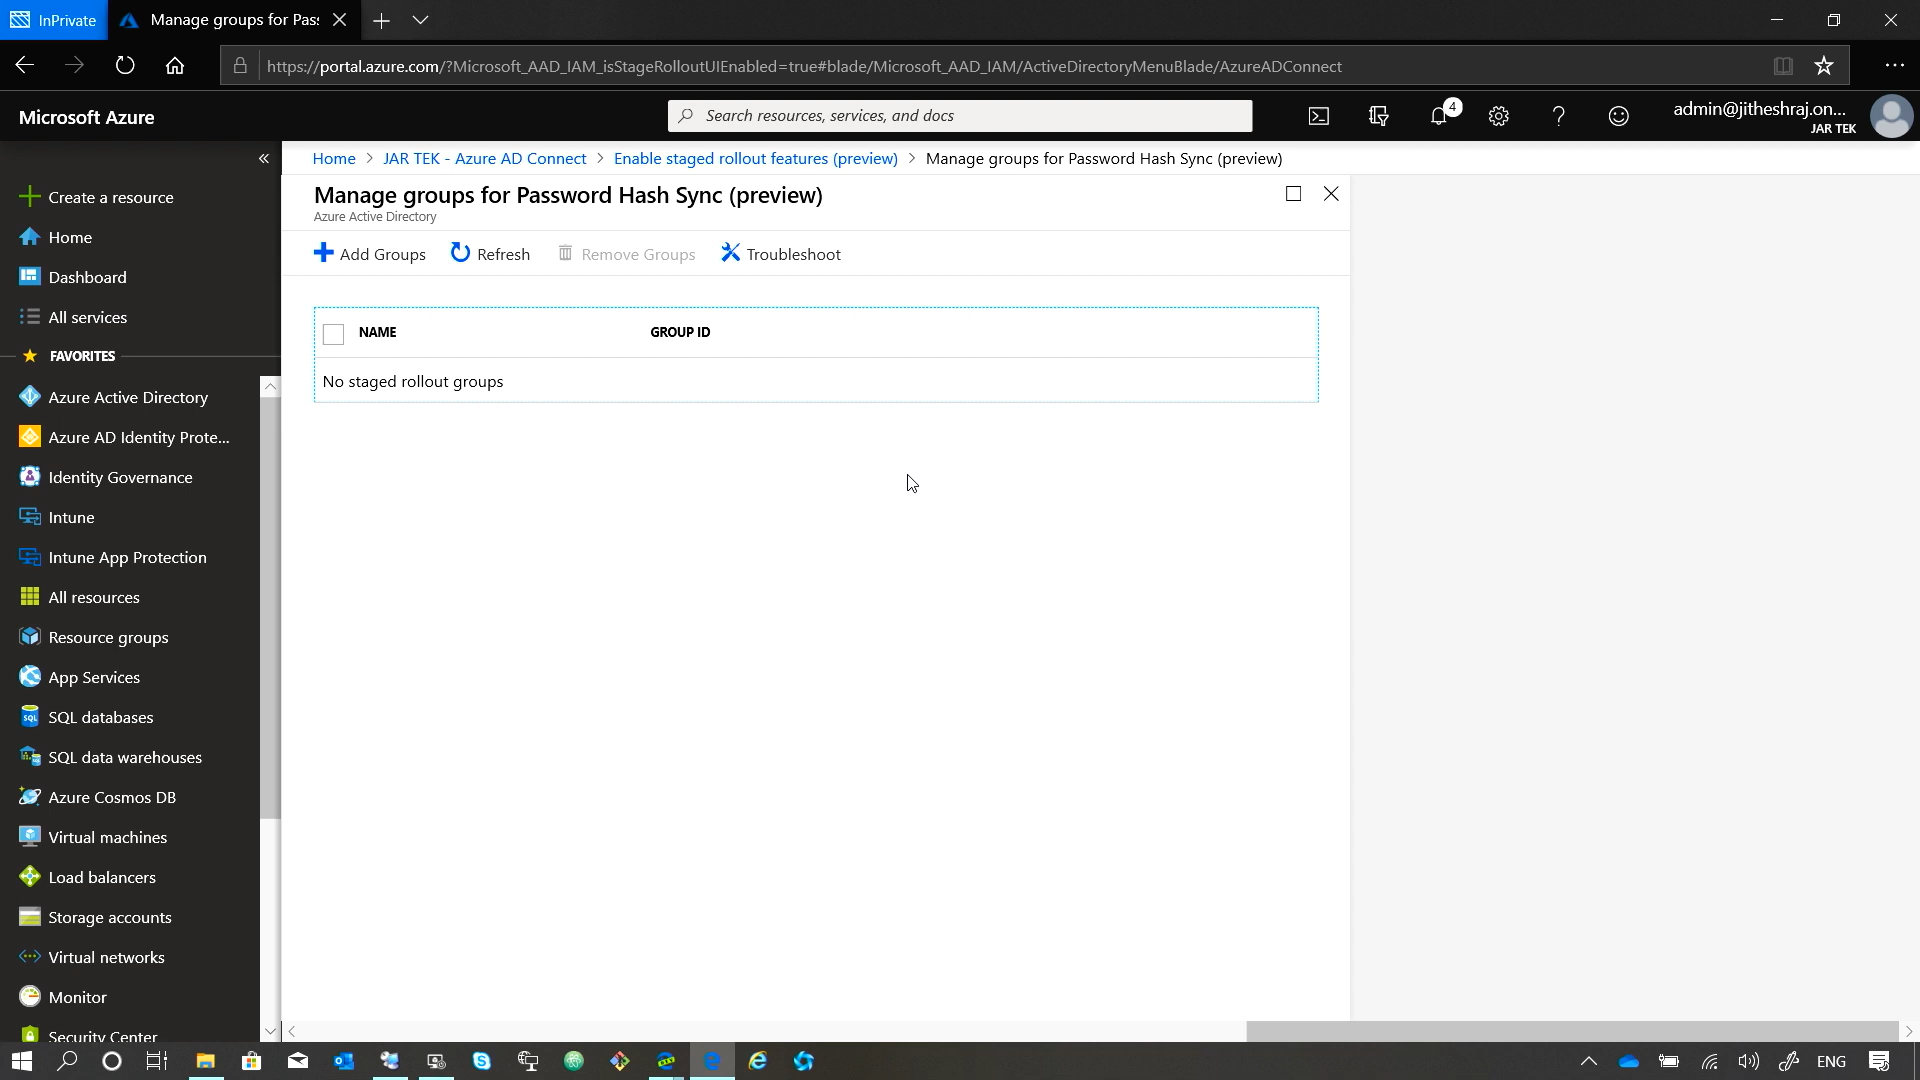 InPrivate
Manage groups for Pas
https://portal.azure.com/?Microsoft_AAD_IAM_isStageRolloutUIEnabled=true#blade/Microsoft_AAD_IAM/ActiveDirectoryMenuBlade/AzureADConnect
Microsoft Azure
Search resources, services, and docs
4
admin@jitheshraj.on...
JAR TEK
Home > JAR TEK - Azure AD Connect > Enable staged rollout features (preview) > Manage groups for Password Hash Sync (preview)
Manage groups for Password Hash Sync (preview)
Azure Active Directory
Add Groups
Refresh
Remove Groups
Troubleshoot
NAME
GROUP ID
No staged rollout groups
Create a resource
Home
Dashboard
All services
FAVORITES
Azure Active Directory
Azure AD Identity Prote...
Identity Governance
Intune
Intune App Protection
All resources
Resource groups
App Services
SQL databases
SQL data warehouses
Azure Cosmos DB
Virtual machines
Load balancers
Storage accounts
Virtual networks
Monitor
Security Center
ENG